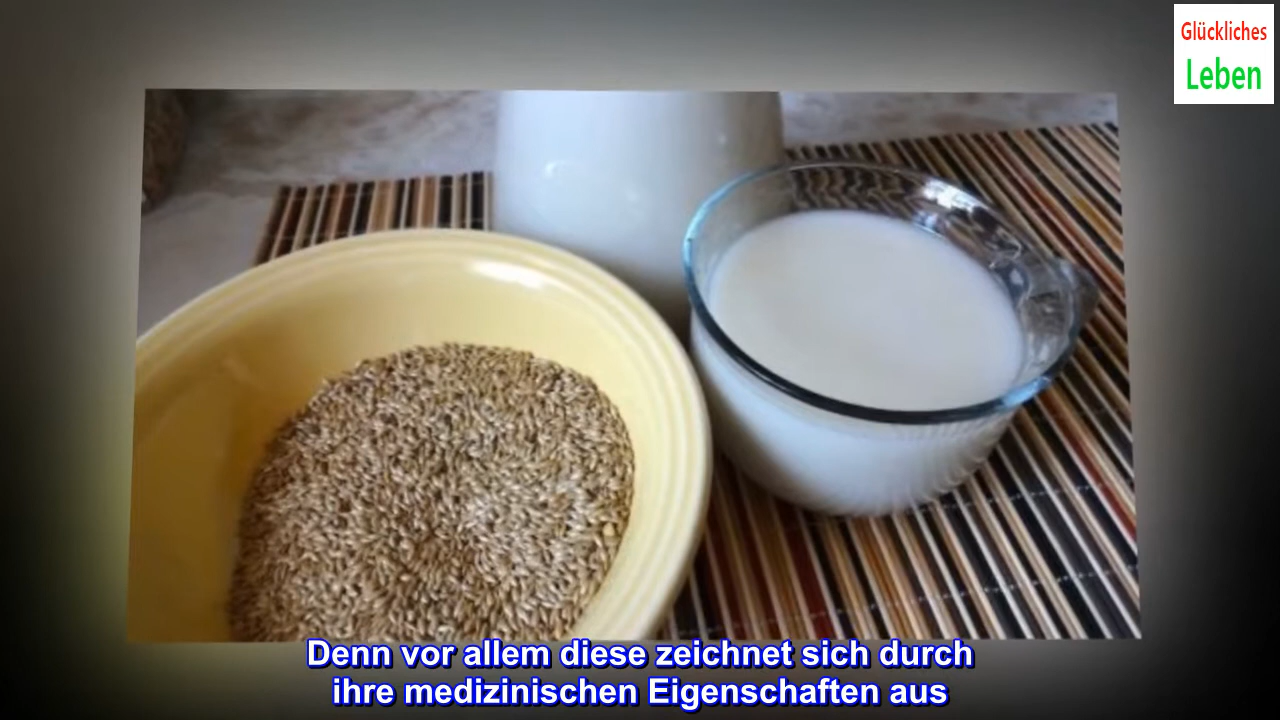 Glückliches
Leben
Denn vor allem diese zeichnet sich durch
ihre medizinischen Eigenschaften aus